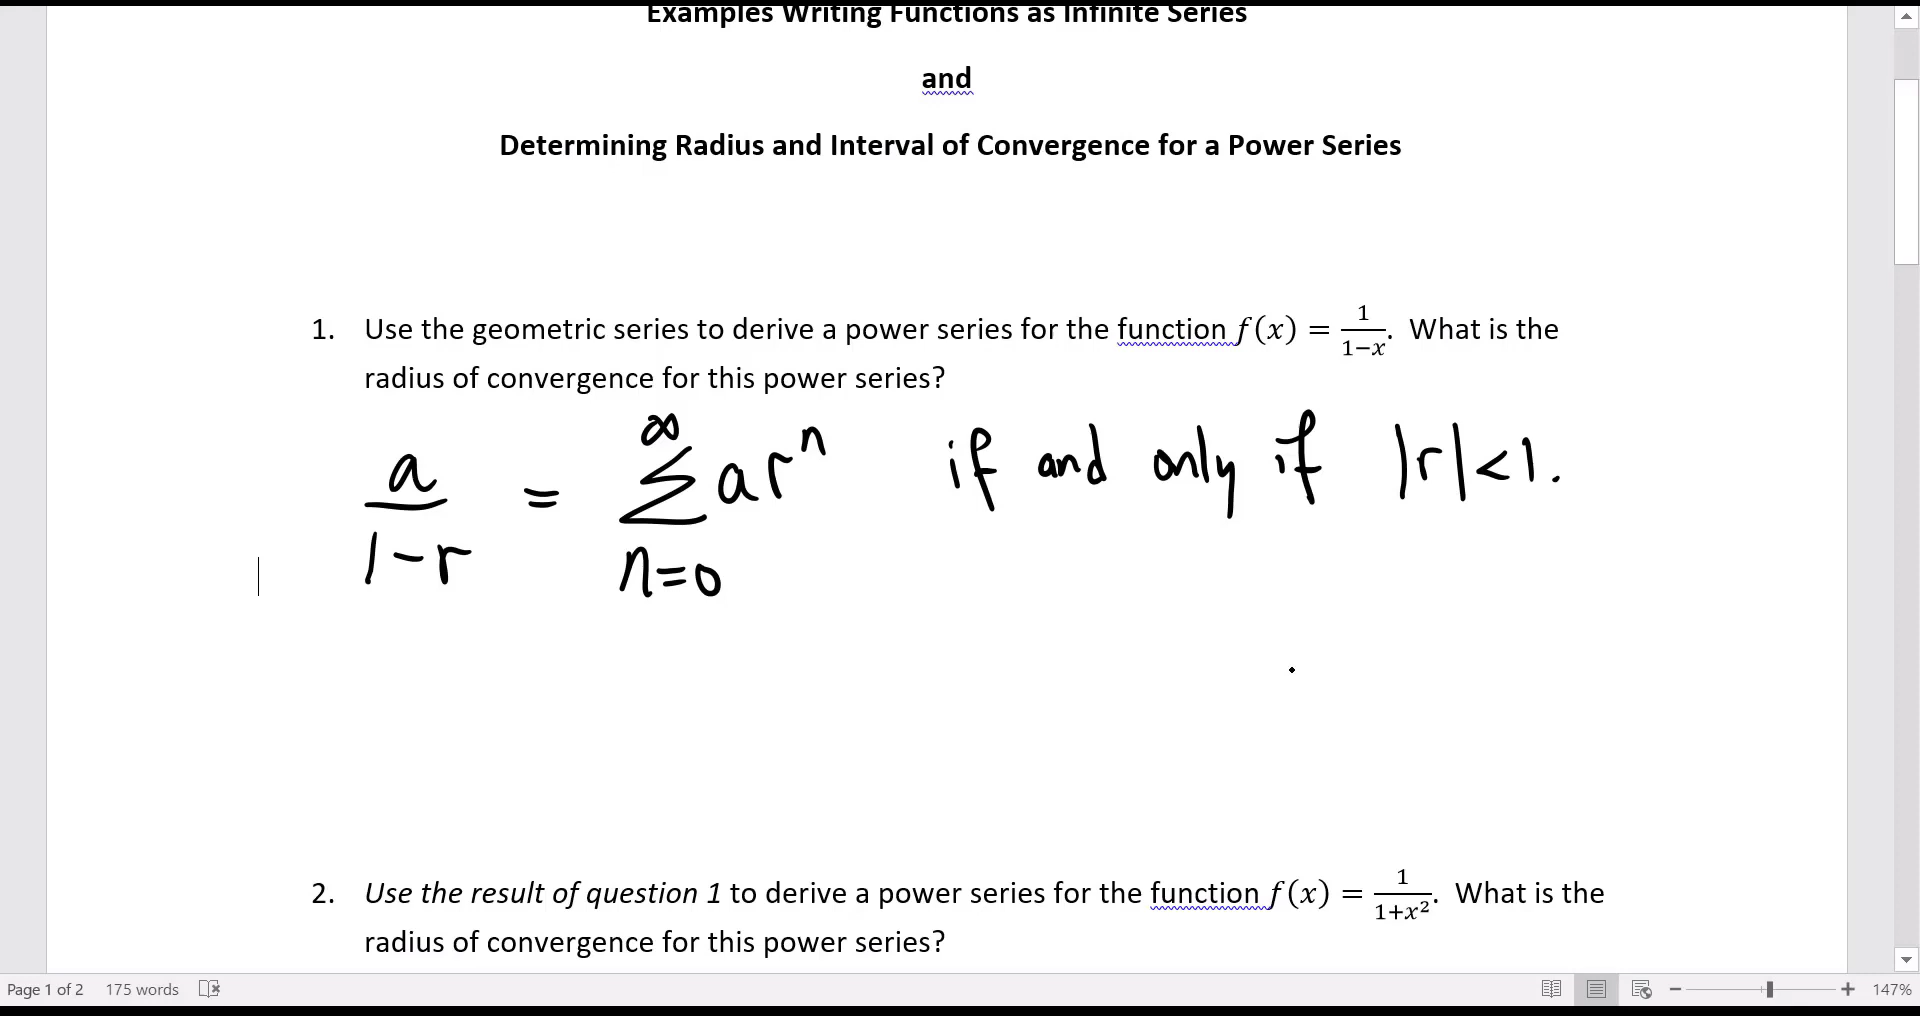 Examples Writing Functions as Infinite Series
and
Determining Radius and Interval of Convergence for a Power Series
1. Use the geometric series to derive a power series for the function f(x) = 1/(1−x). What is the
radius of convergence for this power series?
a/(1-r) = ∑_{n=0}^{∞} ar^n if and only if |r|<1.
2. Use the result of question 1 to derive a power series for the function f(x) = 1/(1+x²). What is the
radius of convergence for this power series?
Page 1 of 2 175 words 147%